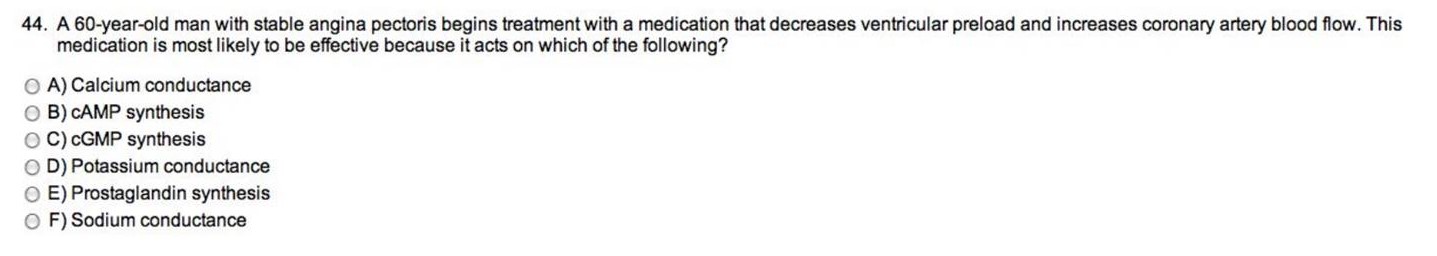 44. A 60-year-old man with stable angina pectoris begins treatment with a medication that decreases ventricular preload and increases coronary artery blood flow. This
medication is most likely to be effective because it acts on which of the following?
A) Calcium conductance
B) cAMP synthesis
C) cGMP synthesis
D) Potassium conductance
E) Prostaglandin synthesis
F) Sodium conductance